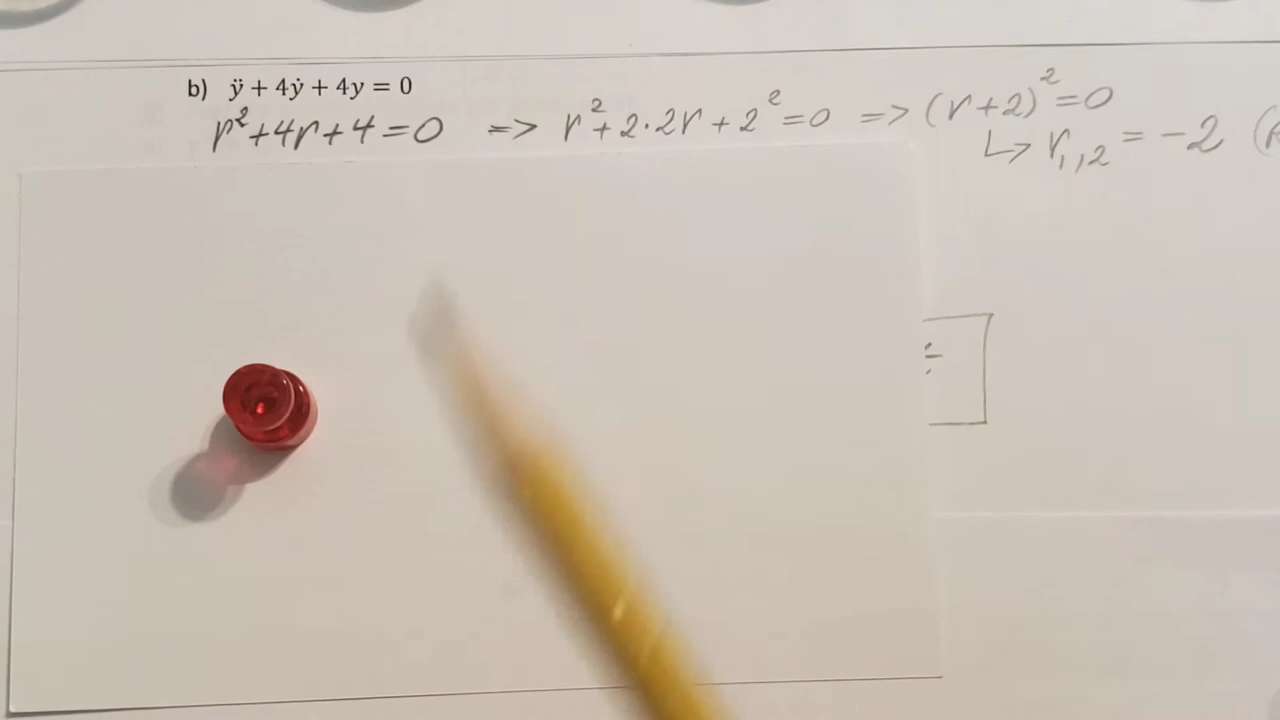 b) ÿ + 4ẏ + 4y = 0
r²+4r+4=0 => r²+2·2r+2²=0 => (r+2)²=0
↳ r₁,₂ = -2